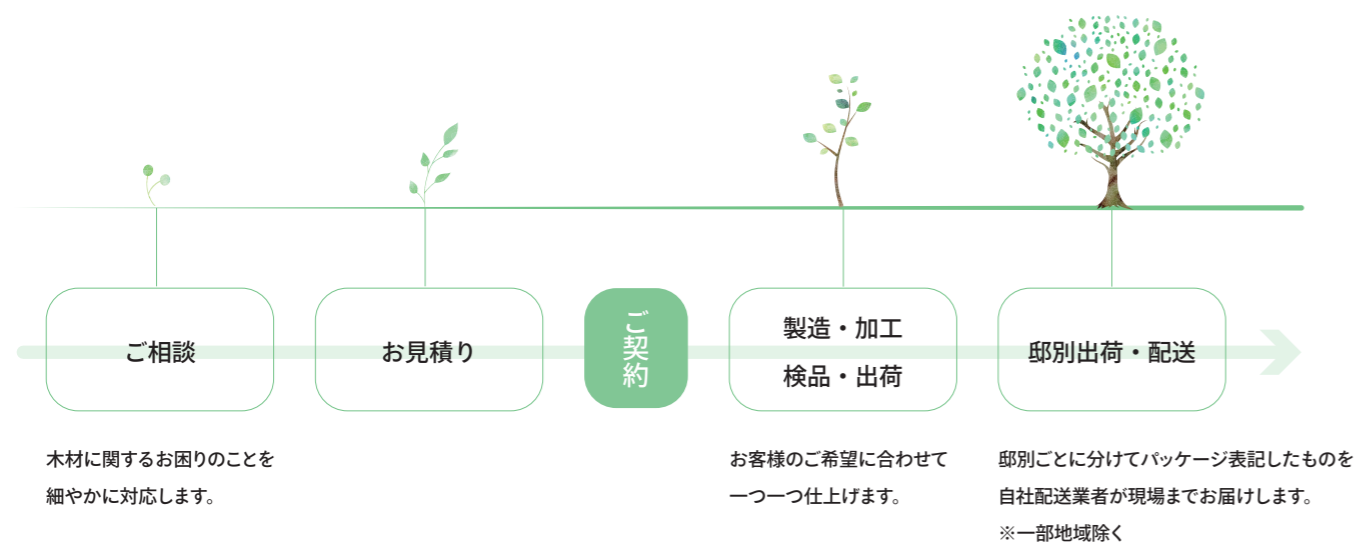 ご相談
お見積り
ご契約
製造・加工
検品・出荷
邸別出荷・配送
木材に関するお困りのことを
細やかに対応します。
お客様のご希望に合わせて
一つ一つ仕上げます。
邸別ごとに分けてパッケージ表記したものを
自社配送業者が現場までお届けします。
※一部地域除く